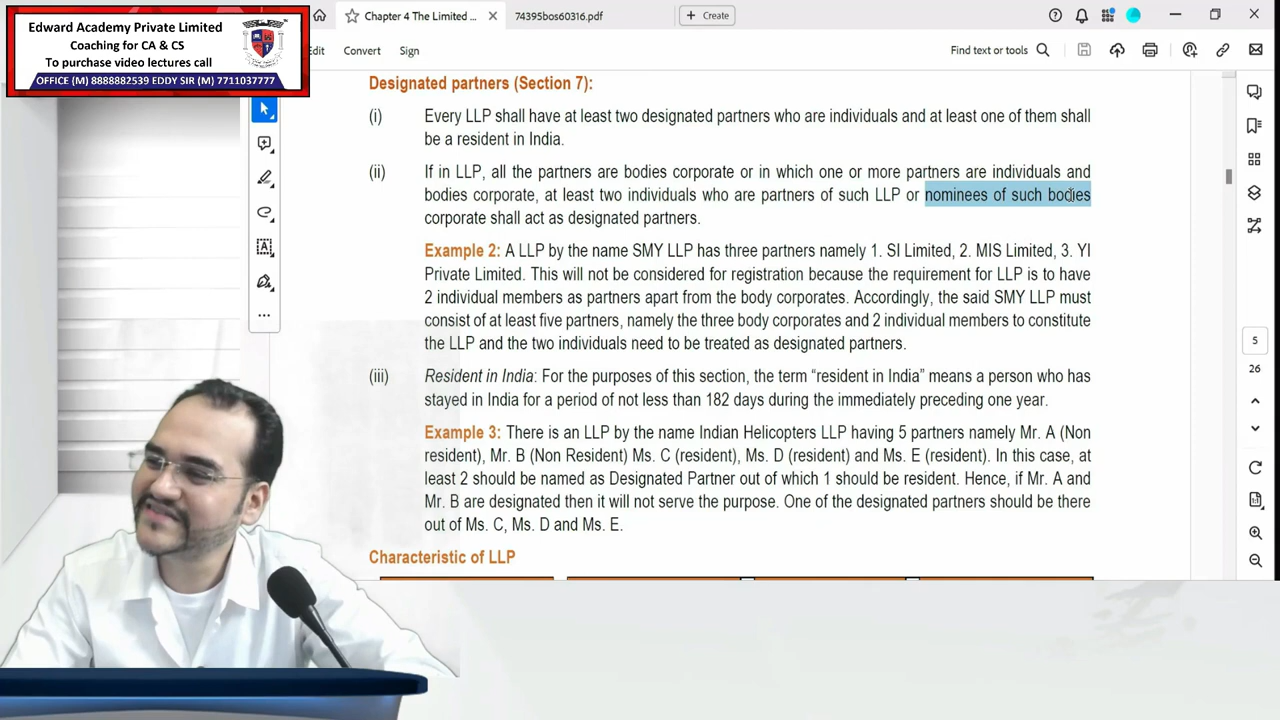 Edward Academy Private Limited
Coaching for CA & CS
To purchase video lectures call
OFFICE (M) 8888882539 EDDY SIR (M) 7711037777
Chapter 4 The Limited ...
74395bos60316.pdf
Create
Edit
Convert
Sign
Find text or tools
Designated partners (Section 7):
(i) Every LLP shall have at least two designated partners who are individuals and at least one of them shall
be a resident in India.
(ii) If in LLP, all the partners are bodies corporate or in which one or more partners are individuals and
bodies corporate, at least two individuals who are partners of such LLP or nominees of such bodies
corporate shall act as designated partners.
Example 2: A LLP by the name SMY LLP has three partners namely 1. SI Limited, 2. MIS Limited, 3. YI
Private Limited. This will not be considered for registration because the requirement for LLP is to have
2 individual members as partners apart from the body corporates. Accordingly, the said SMY LLP must
consist of at least five partners, namely the three body corporates and 2 individual members to constitute
the LLP and the two individuals need to be treated as designated partners.
(iii) Resident in India: For the purposes of this section, the term “resident in India” means a person who has
stayed in India for a period of not less than 182 days during the immediately preceding one year.
Example 3: There is an LLP by the name Indian Helicopters LLP having 5 partners namely Mr. A (Non
resident), Mr. B (Non Resident) Ms. C (resident), Ms. D (resident) and Ms. E (resident). In this case, at
least 2 should be named as Designated Partner out of which 1 should be resident. Hence, if Mr. A and
Mr. B are designated then it will not serve the purpose. One of the designated partners should be there
out of Ms. C, Ms. D and Ms. E.
Characteristic of LLP
5
26